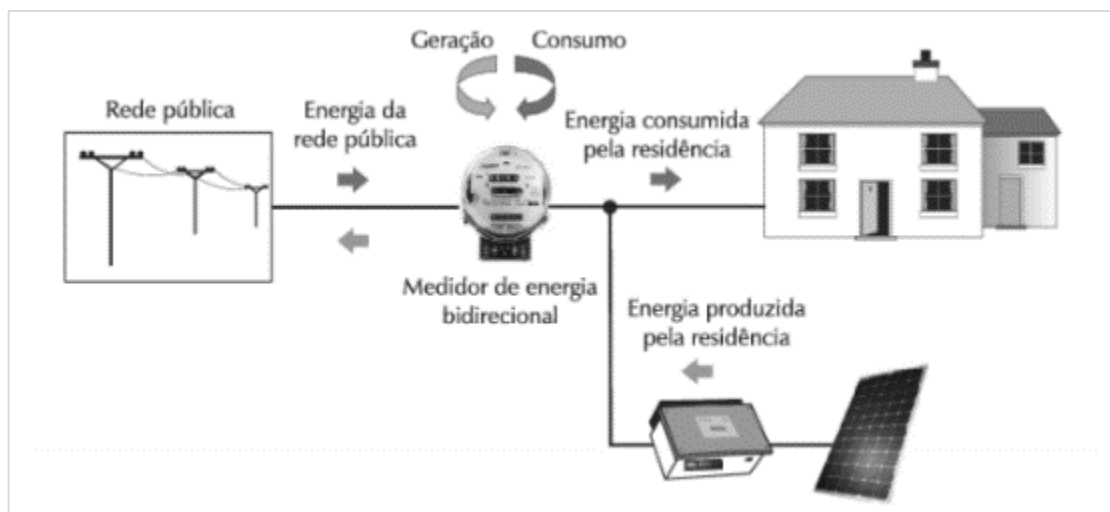 Geração
Consumo
Rede pública
Energia da
rede pública
Energia consumida
pela residência
Medidor de energia
bidirecional
Energia produzida
pela residência